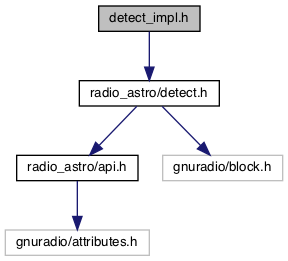 detect_impl.h
radio_astro/detect.h
radio_astro/api.h
gnuradio/block.h
gnuradio/attributes.h